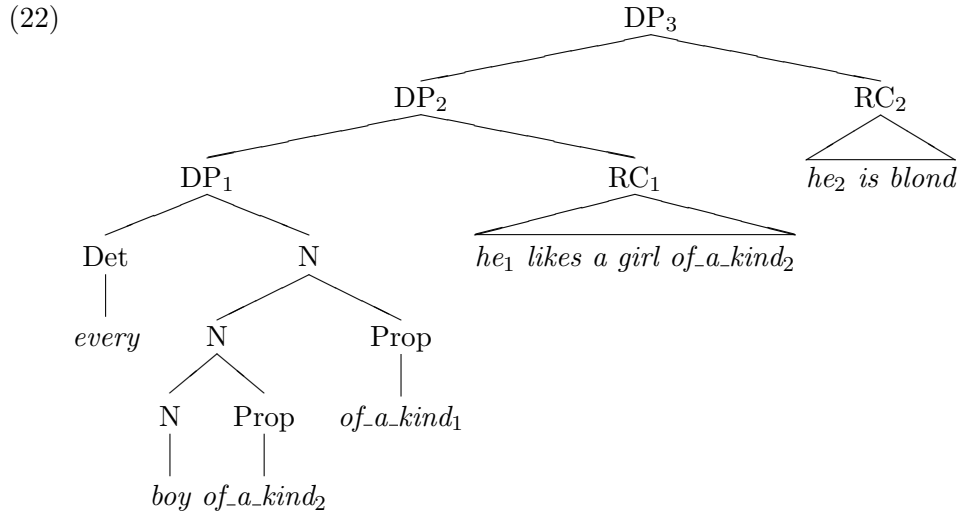 (22)
DP₃
DP₂ RC₂
DP₁ RC₁ he₂ is blond
Det N he₁ likes a girl of_a_kind₂
every N Prop
N Prop of_a_kind₁
boy of_a_kind₂